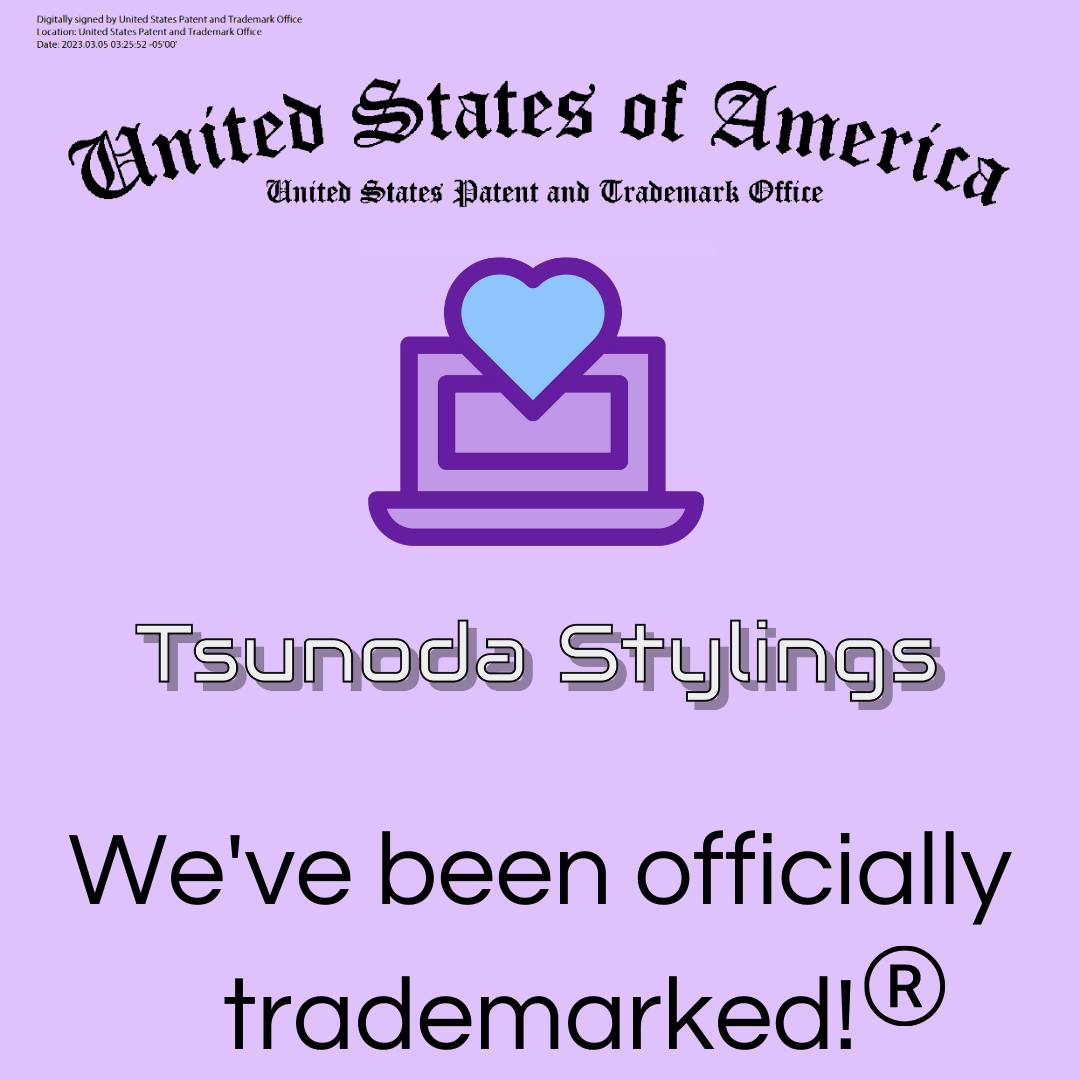 Digitally signed by United States Patent and Trademark Office
Location: United States Patent and Trademark Office
Date: 2023.03.05 03:25:52 -05'00'
United States of America
United States Patent and Trademark Office
Tsunoda Stylings
We've been officially
trademarked!®